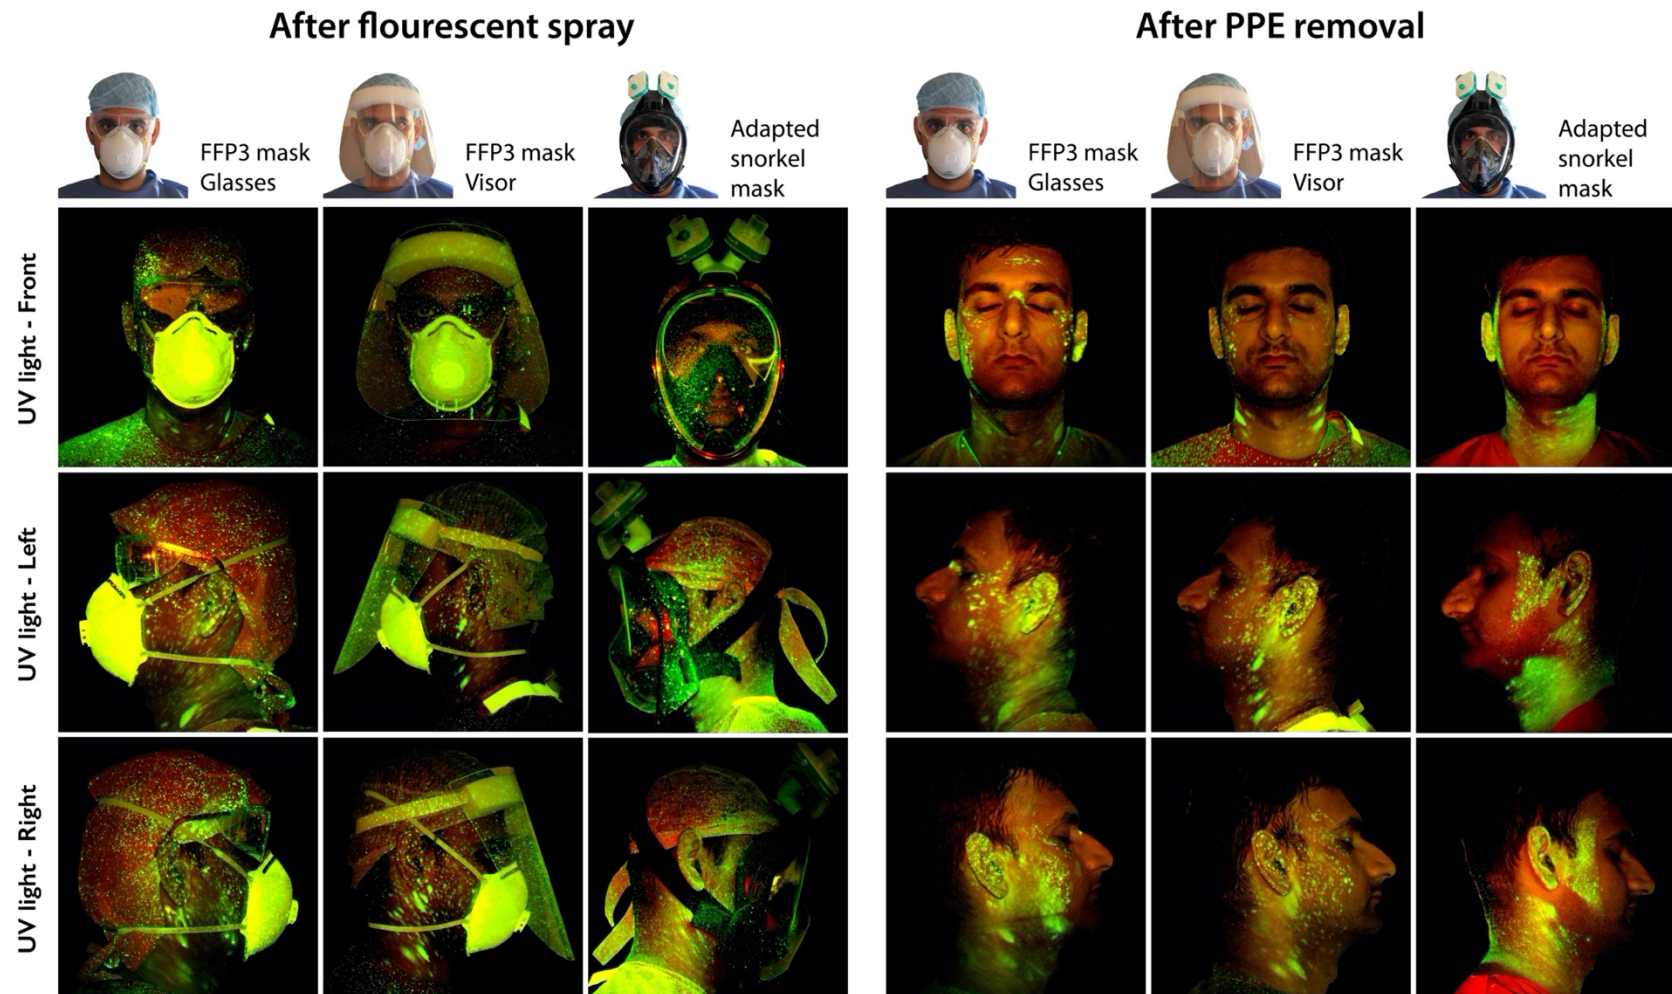 After flourescent spray
After PPE removal
FFP3 mask
Glasses
FFP3 mask
Visor
Adapted
snorkel
mask
FFP3 mask
Glasses
FFP3 mask
Visor
Adapted
snorkel
mask
UV light - Front
UV light - Left
UV light - Right